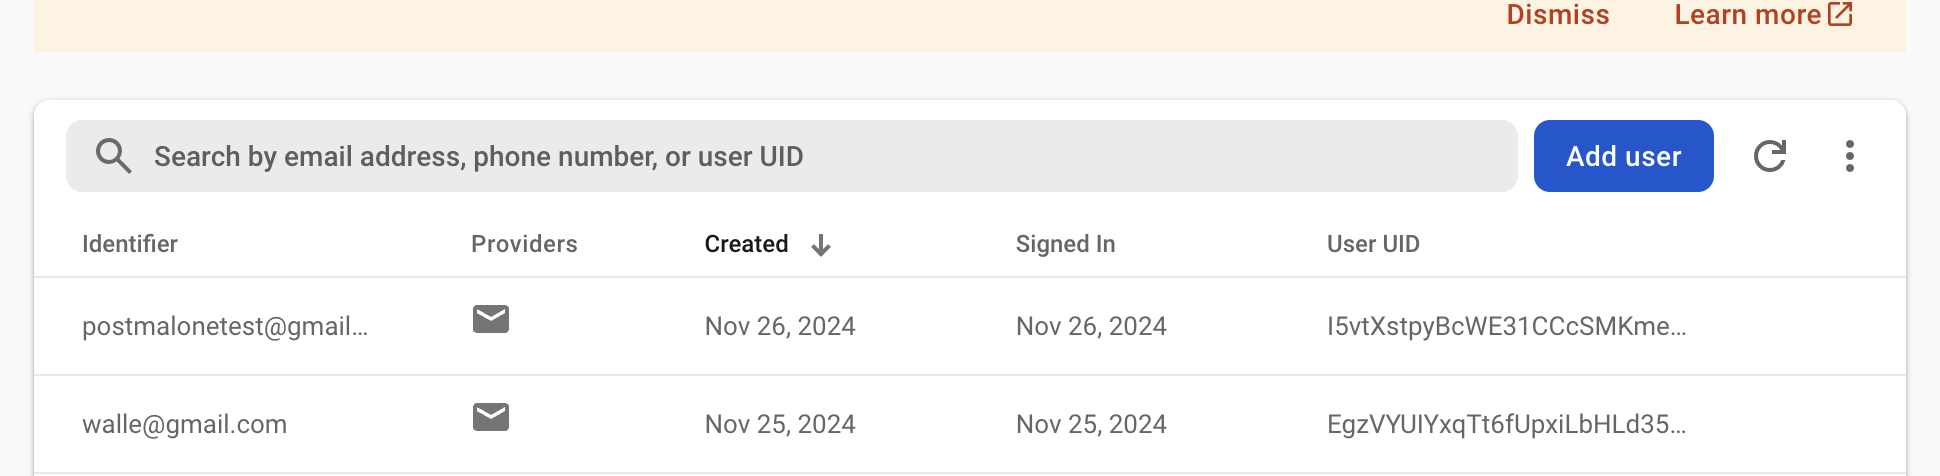 Dismiss Learn more
Search by email address, phone number, or user UID Add user
Identifier Providers Created Signed In User UID
postmalonetest@gmail… Nov 26, 2024 Nov 26, 2024 I5vtXstpyBcWE31CCcSMKme…
walle@gmail.com Nov 25, 2024 Nov 25, 2024 EgzVYUIYxqTt6fUpxiLbHLd35…